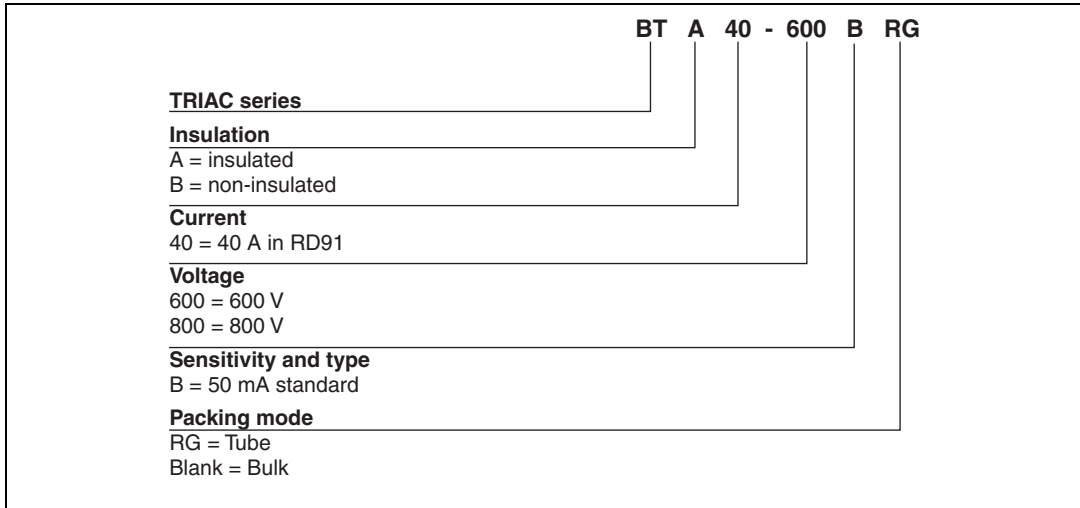 BT A 40 - 600 B RG
TRIAC series
Insulation
A = insulated
B = non-insulated
Current
40 = 40 A in RD91
Voltage
600 = 600 V
800 = 800 V
Sensitivity and type
B = 50 mA standard
Packing mode
RG = Tube
Blank = Bulk